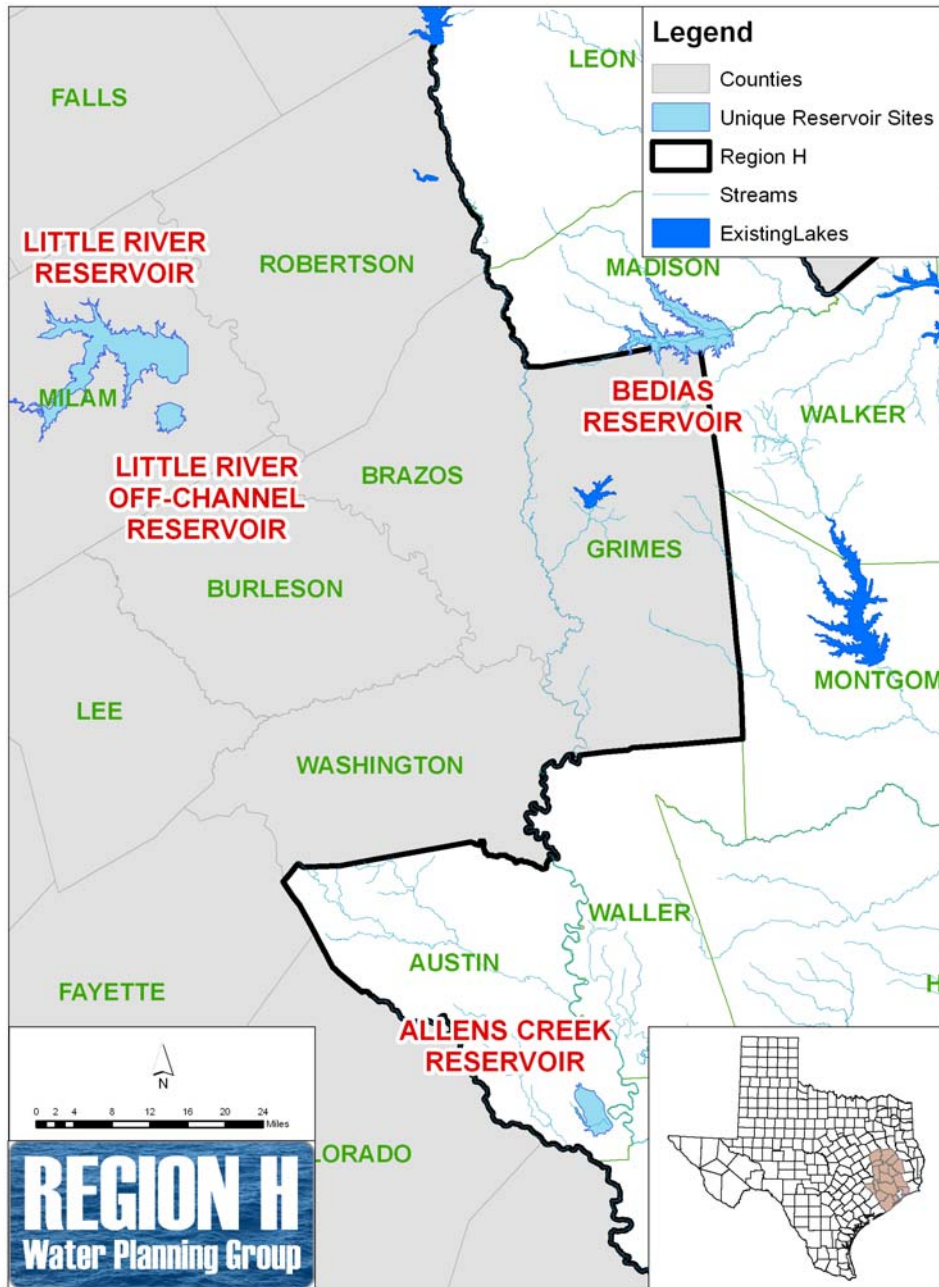 Legend
Counties
Unique Reservoir Sites
Region H
Streams
ExistingLakes
LEON
FALLS
LITTLE RIVER
RESERVOIR
ROBERTSON
MADISON
MILAM
BEDIAS
RESERVOIR
WALKER
LITTLE RIVER
OFF-CHANNEL
RESERVOIR
BRAZOS
GRIMES
BURLESON
MONTGOM
LEE
WASHINGTON
WALLER
AUSTIN
FAYETTE
H
ALLENS CREEK
RESERVOIR
N
0 2 4 8 12 16 20 24
Miles
LORADO
REGION H
Water Planning Group